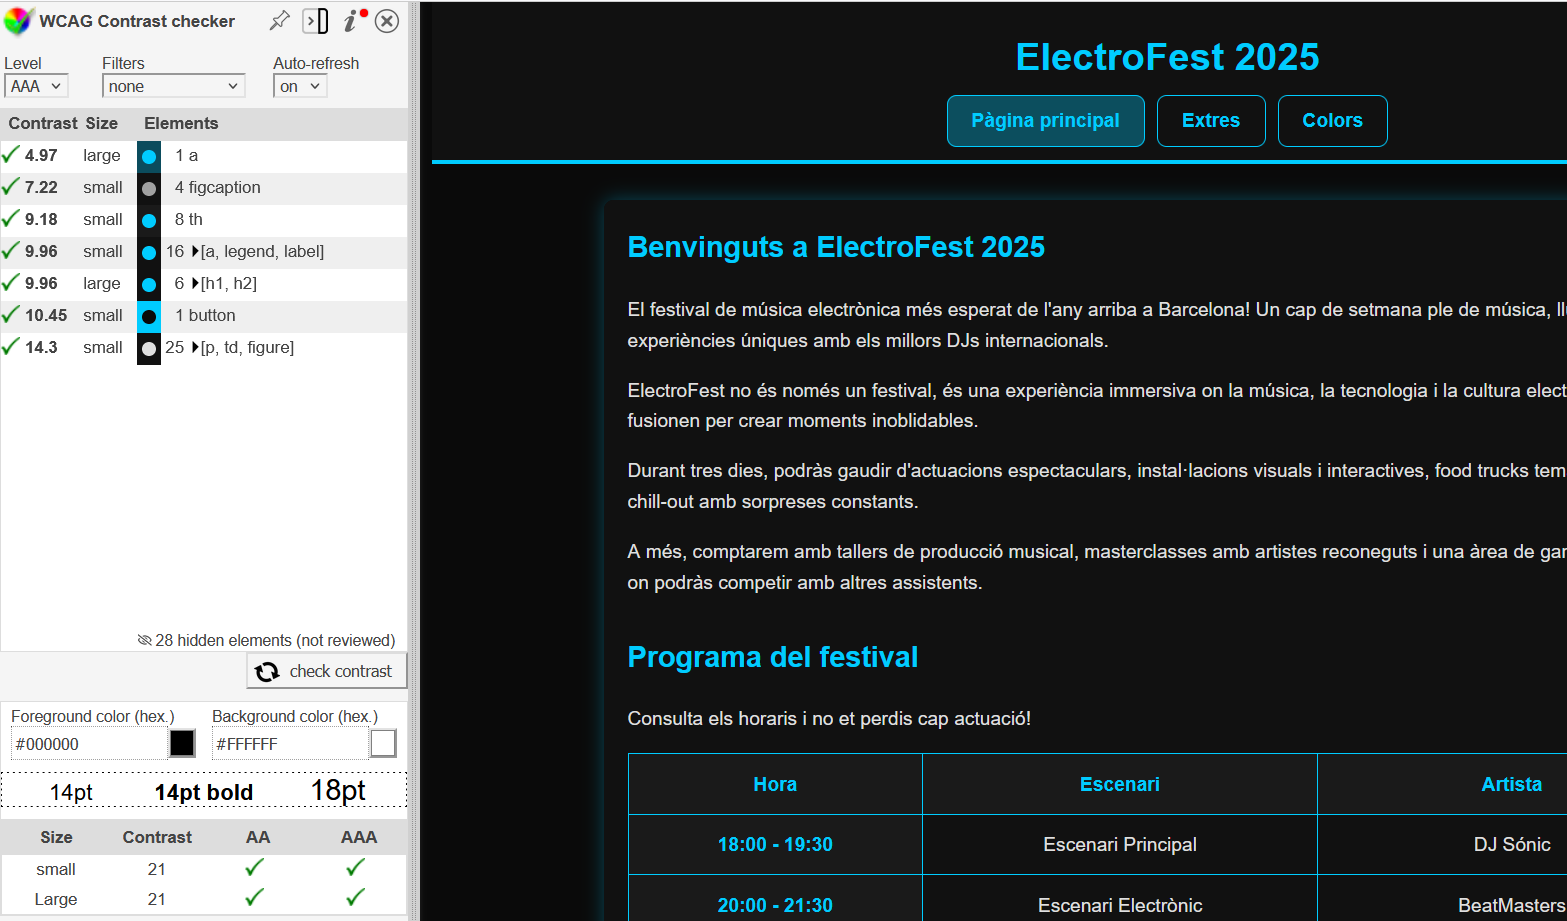 WCAG Contrast checker
Level Filters Auto-refresh
AAA none on
Contrast Size Elements
4.97 large 1 a
7.22 small 4 figcaption
9.18 small 8 th
9.96 small 16 [a, legend, label]
9.96 large 6 [h1, h2]
10.45 small 1 button
14.3 small 25 [p, td, figure]
28 hidden elements (not reviewed)
check contrast
Foreground color (hex.) Background color (hex.)
#000000 #FFFFFF
14pt 14pt bold 18pt
Size Contrast AA AAA
small 21
Large 21
ElectroFest 2025
Pàgina principal Extres Colors
Benvinguts a ElectroFest 2025
El festival de música electrònica més esperat de l'any arriba a Barcelona! Un cap de setmana ple de música,
experiències úniques amb els millors DJs internacionals.
ElectroFest no és només un festival, és una experiència immersiva on la música, la tecnologia i la cultura elect
fusionen per crear moments inoblidables.
Durant tres dies, podràs gaudir d'actuacions espectaculars, instal·lacions visuals i interactives, food trucks tem
chill-out amb sorpreses constants.
A més, comptarem amb tallers de producció musical, masterclasses amb artistes reconeguts i una àrea de gar
on podràs competir amb altres assistents.
Programa del festival
Consulta els horaris i no et perdis cap actuació!
Hora Escenari Artista
18:00 - 19:30 Escenari Principal DJ Sónic
20:00 - 21:30 Escenari Electrònic BeatMasters